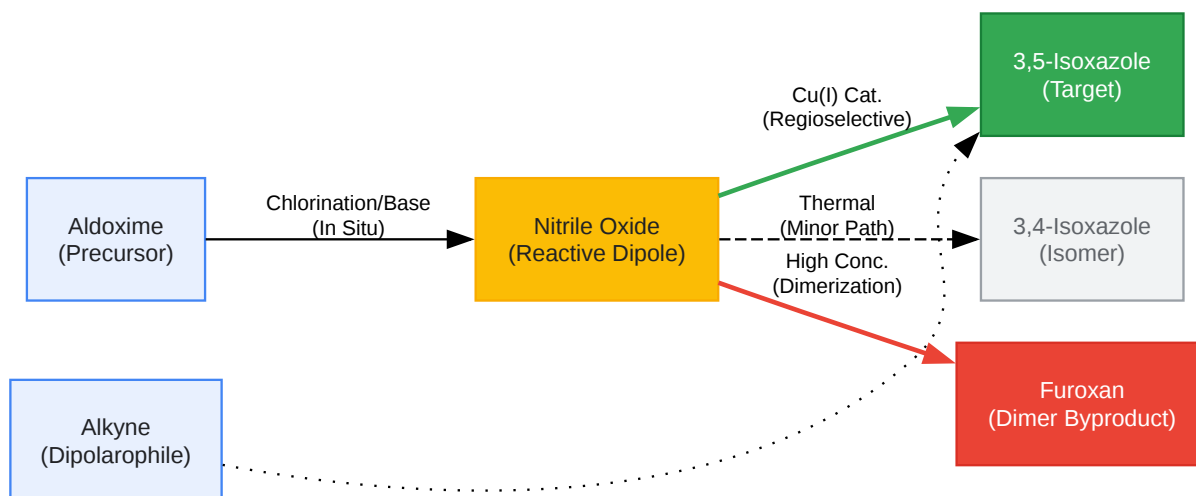 Aldoxime
(Precursor)
Chlorination/Base
(In Situ)
Nitrile Oxide
(Reactive Dipole)
Cu(I) Cat.
(Regioselective)
3,5-Isoxazole
(Target)
Thermal
(Minor Path)
3,4-Isoxazole
(Isomer)
High Conc.
(Dimerization)
Furoxan
(Dimer Byproduct)
Alkyne
(Dipolarophile)